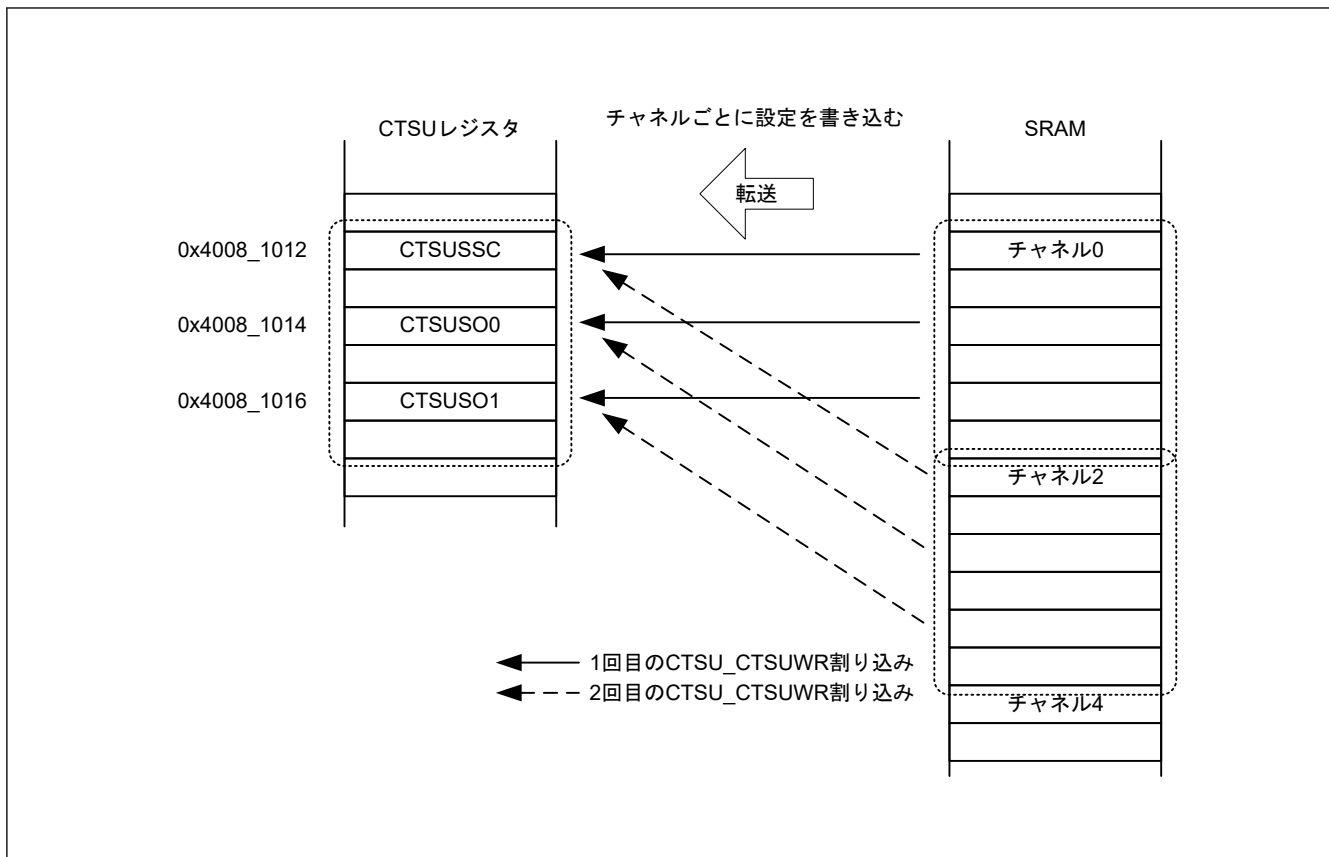 チャネルごとに設定を書き込む
CTSUレジスタ
SRAM
転送
0x4008_1012
CTSUSSC
チャネル0
0x4008_1014
CTSUSO0
0x4008_1016
CTSUSO1
チャネル2
1回目のCTSU_CTSUWR割り込み
2回目のCTSU_CTSUWR割り込み
チャネル4